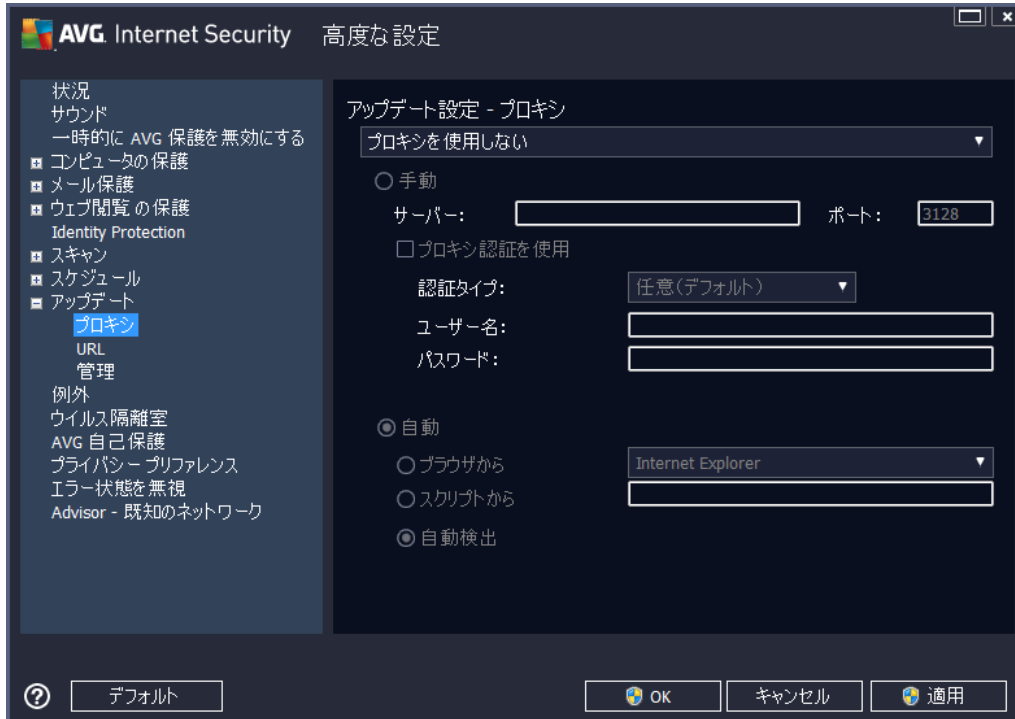 AVG Internet Security 高度な設定
状況
サウンド
一時的に AVG 保護を無効にする
コンピュータの保護
メール保護
ウェブ閲覧 の保護
Identity Protection
スキャン
スケジュール
アップデート
プロキシ
URL
管理
例外
ウイルス隔離室
AVG 自己保護
プライバシー プリファレンス
エラー状態を無視
Advisor - 既知のネットワーク
アップデート設定 - プロキシ
プロキシを使用しない
手動
サーバー: ポート: 3128
プロキシ認証を使用
認証タイプ: 任意(デフォルト)
ユーザー名:
パスワード:
自動
ブラウザから Internet Explorer
スクリプトから
自動検出
? デフォルト OK キャンセル 適用